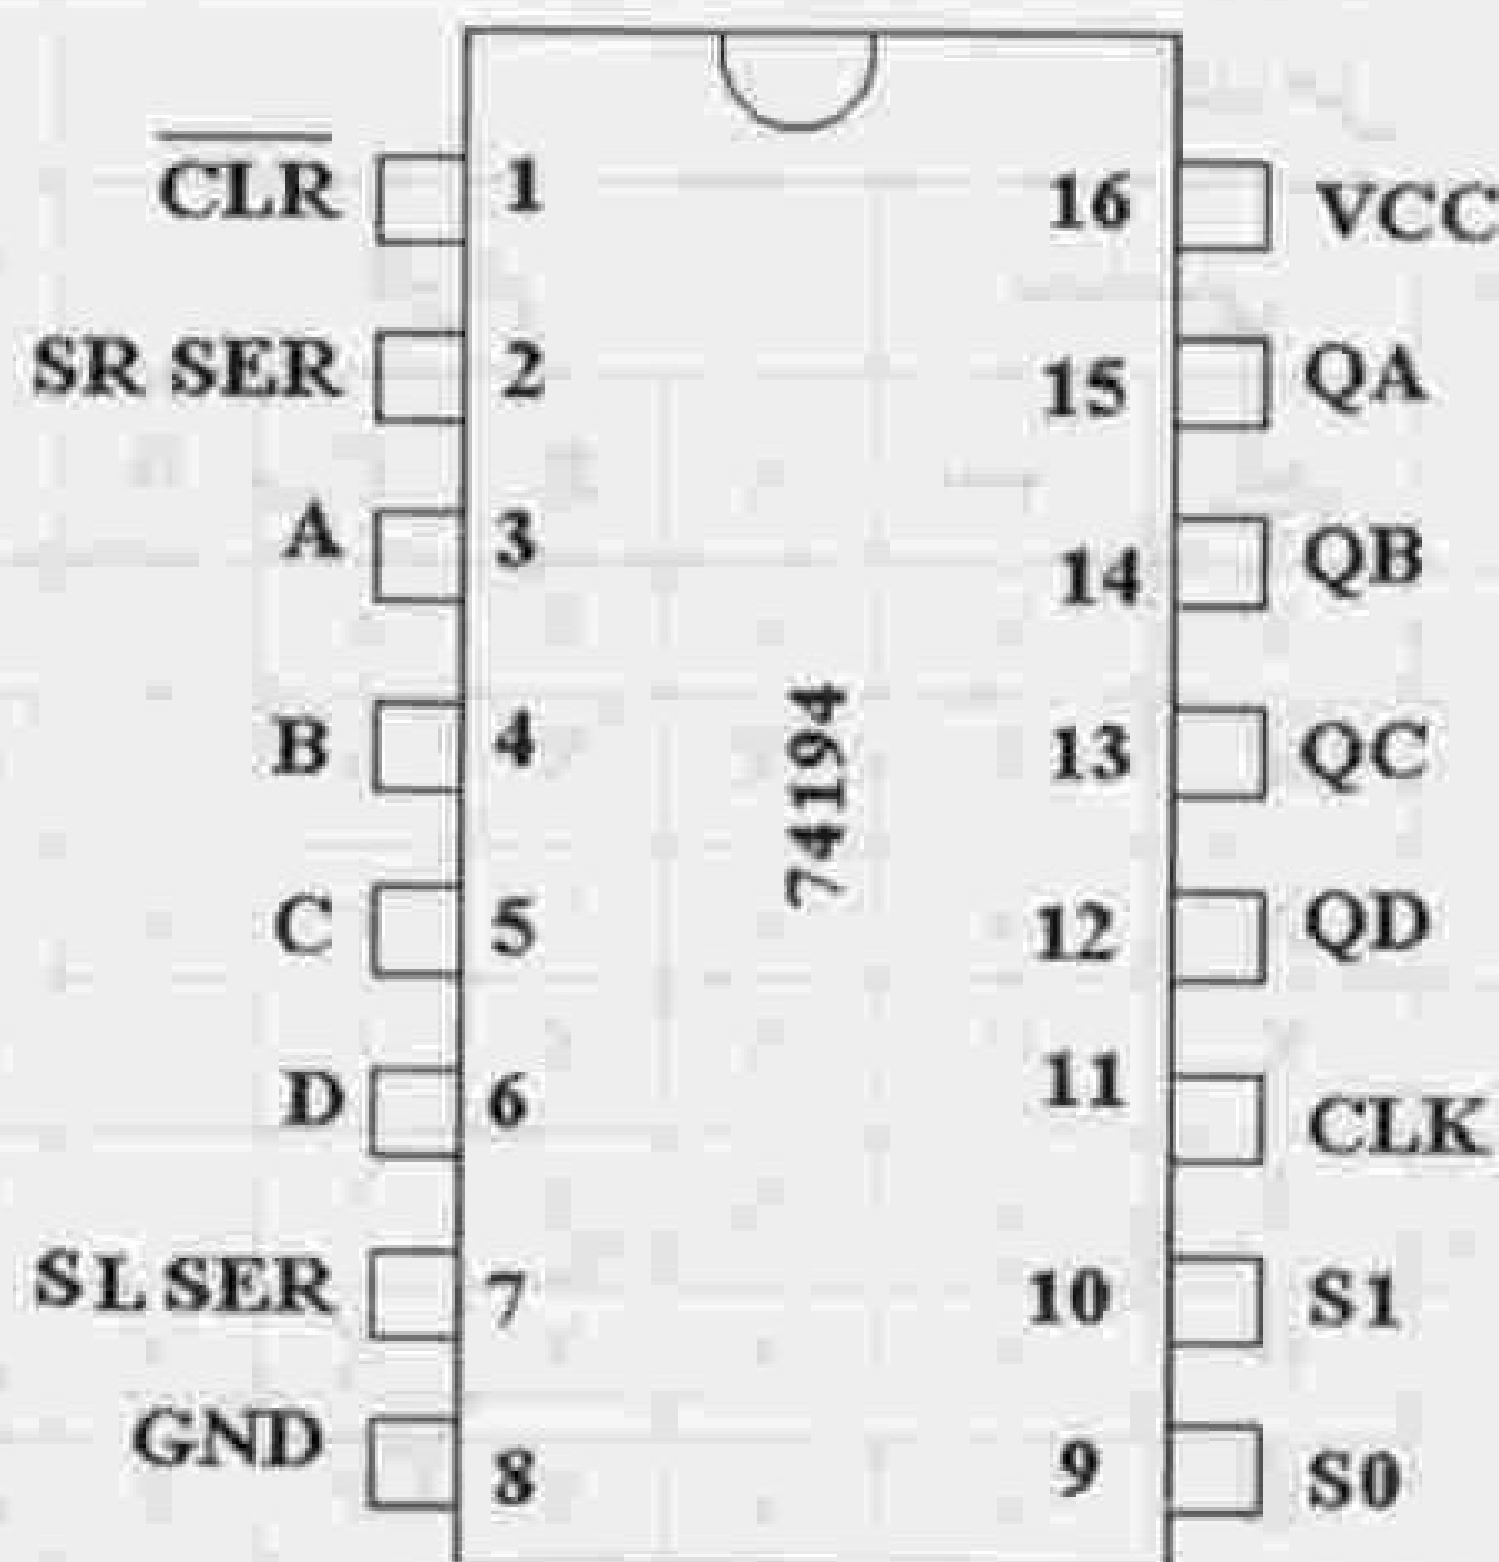 CLR 1 16 VCC
SR SER 2 15 QA
A 3 14 QB
B 4 13 QC
74194
C 5 12 QD
D 6 11 CLK
SL SER 7 10 S1
GND 8 9 S0